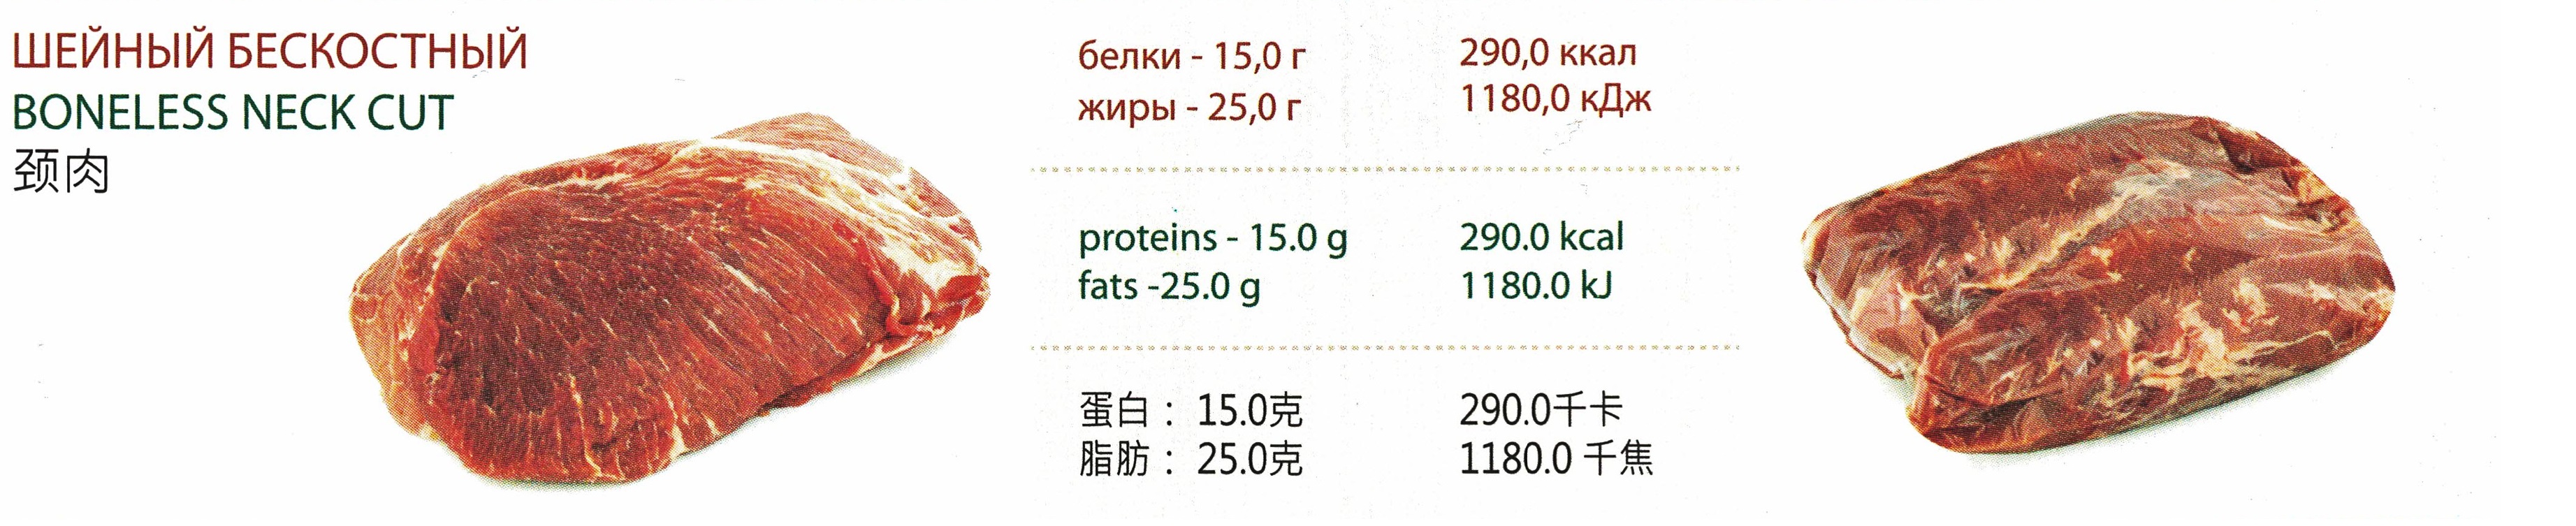 ШЕЙНЫЙ БЕСКОСТНЫЙ
BONELESS NECK CUT
颈肉
белки - 15,0 г
жиры - 25,0 г
290,0 ккал
1180,0 кДж
proteins - 15.0 g
fats -25.0 g
290.0 kcal
1180.0 kJ
蛋白： 15.0克
脂肪： 25.0克
290.0千卡
1180.0 千焦